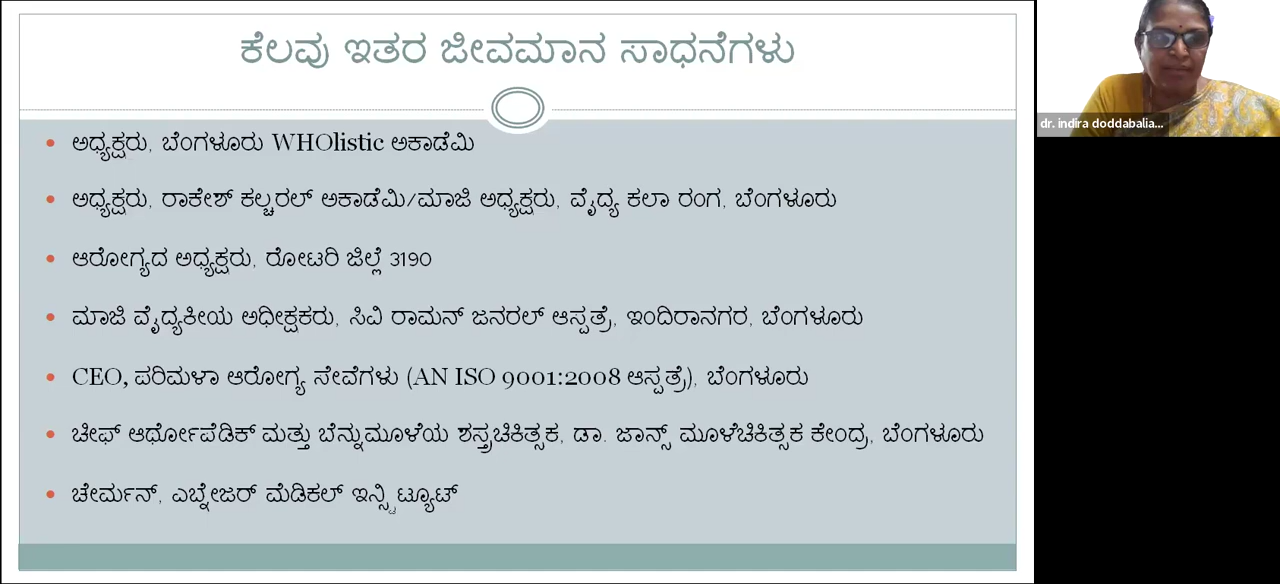 ಕೆಲವು ಇತರ ಜೀವಮಾನ ಸಾಧನೆಗಳು
ಅಧ್ಯಕ್ಷರು, ಬೆಂಗಳೂರು WHOlistic ಅಕಾಡೆಮಿ
ಅಧ್ಯಕ್ಷರು, ರಾಕೇಶ್ ಕಲ್ಚರಲ್ ಅಕಾಡೆಮಿ/ಮಾಜಿ ಅಧ್ಯಕ್ಷರು, ವೈದ್ಯ ಕಲಾ ರಂಗ, ಬೆಂಗಳೂರು
ಆರೋಗ್ಯದ ಅಧ್ಯಕ್ಷರು, ರೋಟರಿ ಜಿಲ್ಲೆ 3190
ಮಾಜಿ ವೈದ್ಯಕೀಯ ಅಧೀಕ್ಷಕರು, ಸಿವಿ ರಾಮನ್ ಜನರಲ್ ಆಸ್ಪತ್ರೆ, ಇಂದಿರಾನಗರ, ಬೆಂಗಳೂರು
CEO, ಪರಿಮಳಾ ಆರೋಗ್ಯ ಸೇವೆಗಳು (AN ISO 9001:2008 ಆಸ್ಪತ್ರೆ), ಬೆಂಗಳೂರು
ಚೀಫ್ ಆರ್ಥೋಪೆಡಿಕ್ ಮತ್ತು ಬೆನ್ನುಮೂಳೆಯ ಶಸ್ತ್ರಚಿಕಿತ್ಸಕ, ಡಾ. ಜಾನ್ಸ್ ಮೂಳೆಚಿಕಿತ್ಸಕ ಕೇಂದ್ರ, ಬೆಂಗಳೂರು
ಚೇರ್ಮನ್, ಎಬ್ನೇಜರ್ ಮೆಡಿಕಲ್ ಇನ್ಸ್ಟಿಟ್ಯೂಟ್
dr. indira doddabalia...